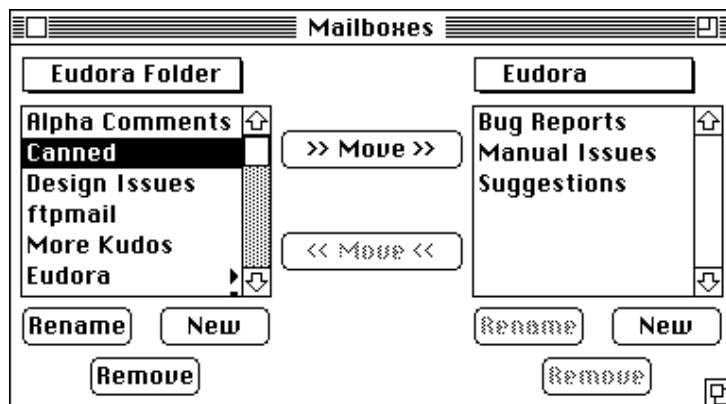 Mailboxes
Eudora Folder
Alpha Comments
Canned
Design Issues
ftpmail
More Kudos
Eudora
Rename
New
Remove
>> Move >>
<< Move <<
Eudora
Bug Reports
Manual Issues
Suggestions
Rename
New
Remove